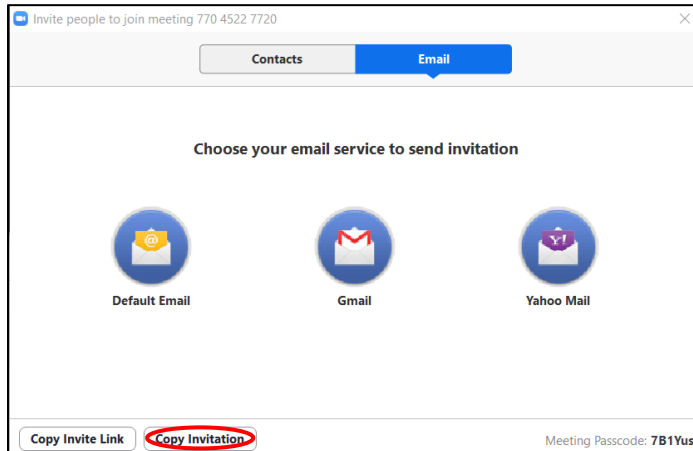 Invite people to join meeting 770 4522 7720
Contacts
Email
Choose your email service to send invitation
@
Y!
Default Email
Gmail
Yahoo Mail
Copy Invite Link
Copy Invitation
Meeting Passcode: 7B1Yus